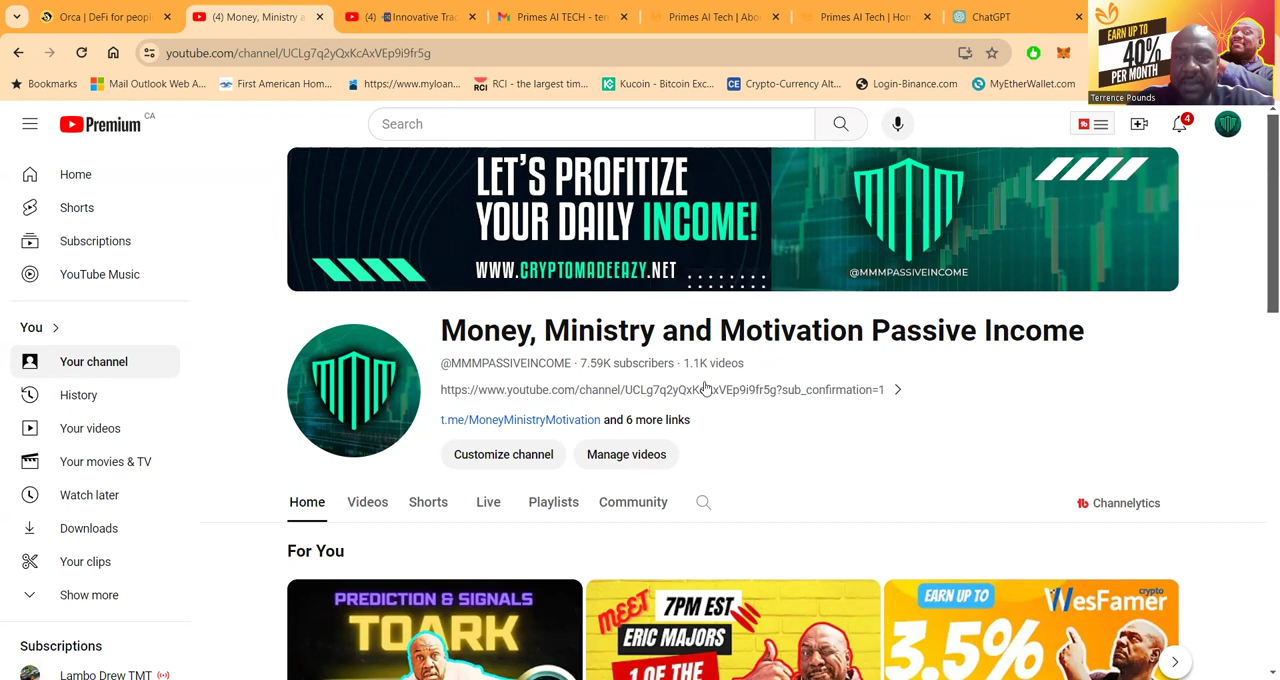 Orca | DeFi for peopl
(4) Money, Ministry a
(4) Innovative Trac
Primes AI TECH - ten
Primes AI Tech | Abo
Primes AI Tech | Hon
ChatGPT
youtube.com/channel/UCLg7q2yQxKcAxVEp9i9fr5g
Bookmarks
Mail Outlook Web A...
First American Hom...
https://www.myloan...
RCI - the largest tim...
Kucoin - Bitcoin Exc...
Crypto-Currency Alt...
Login-Binance.com
MyEtherWallet.com
EARN UP TO
40%
PER MONTH
Terrence Pounds
Premium CA
Search
4
Home
Shorts
Subscriptions
YouTube Music
You
Your channel
History
Your videos
Your movies & TV
Watch later
Downloads
Your clips
Show more
Subscriptions
Lambo Drew TMT
LET'S PROFITIZE
YOUR DAILY INCOME!
WWW.CRYPTOMADEEAZY.NET
@MMMPASSIVEINCOME
Money, Ministry and Motivation Passive Income
@MMMPASSIVEINCOME · 7.59K subscribers · 1.1K videos
https://www.youtube.com/channel/UCLg7q2yQxKcAxVEp9i9fr5g?sub_confirmation=1
t.me/MoneyMinistryMotivation and 6 more links
Customize channel
Manage videos
Home
Videos
Shorts
Live
Playlists
Community
Channelytics
For You
PREDICTION & SIGNALS
TOARK
MEET
7PM EST
ERIC MAJORS
1 OF THE
EARN UP TO
WesFamer
crypto
3.5%